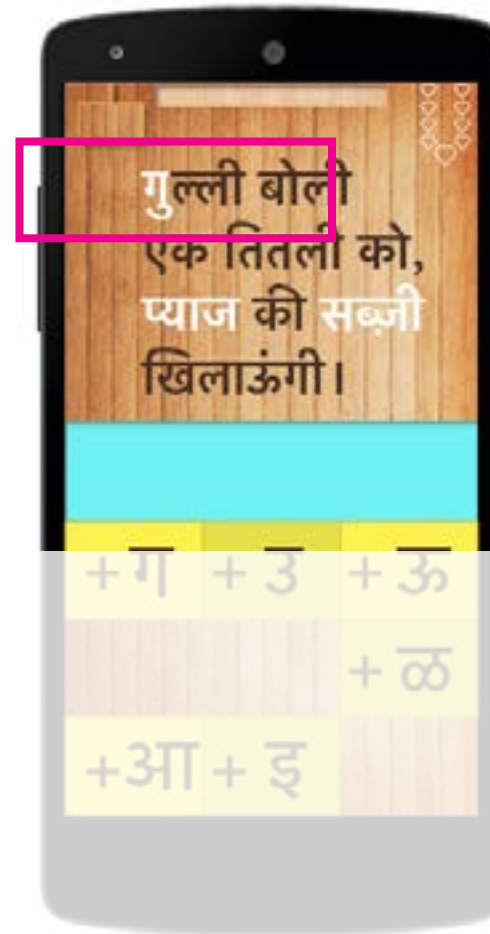 गुल्ली बोली
एक तितली को,
प्याज की सब्ज़ी
खिलाऊंगी।
+ ग + उ + ऊ
+ ळ
+आ + इ